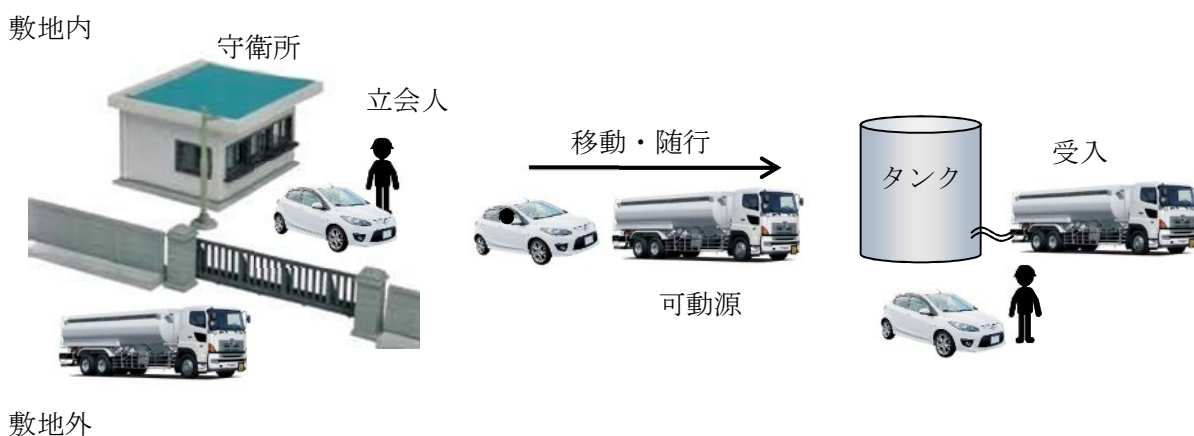 敷地内
守衛所
立会人
移動・随行
タンク
受入
可動源
敷地外